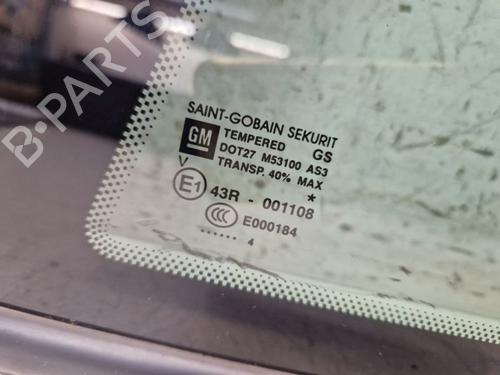 SAINT-GOBAIN SEKURIT
GM TEMPERED GS
DOT27 M53100 AS3
TRANSP. 40% MAX
V
*
E1 43R - 001108
CCC E000184
...... 4
B-PARTS